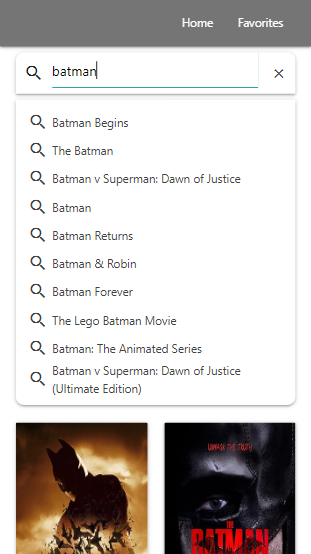 Home Favorites
batman
Batman Begins
The Batman
Batman v Superman: Dawn of Justice
Batman
Batman Returns
Batman & Robin
Batman Forever
The Lego Batman Movie
Batman: The Animated Series
Batman v Superman: Dawn of Justice
(Ultimate Edition)
UNMASK THE TRUTH
THE
BATMAN